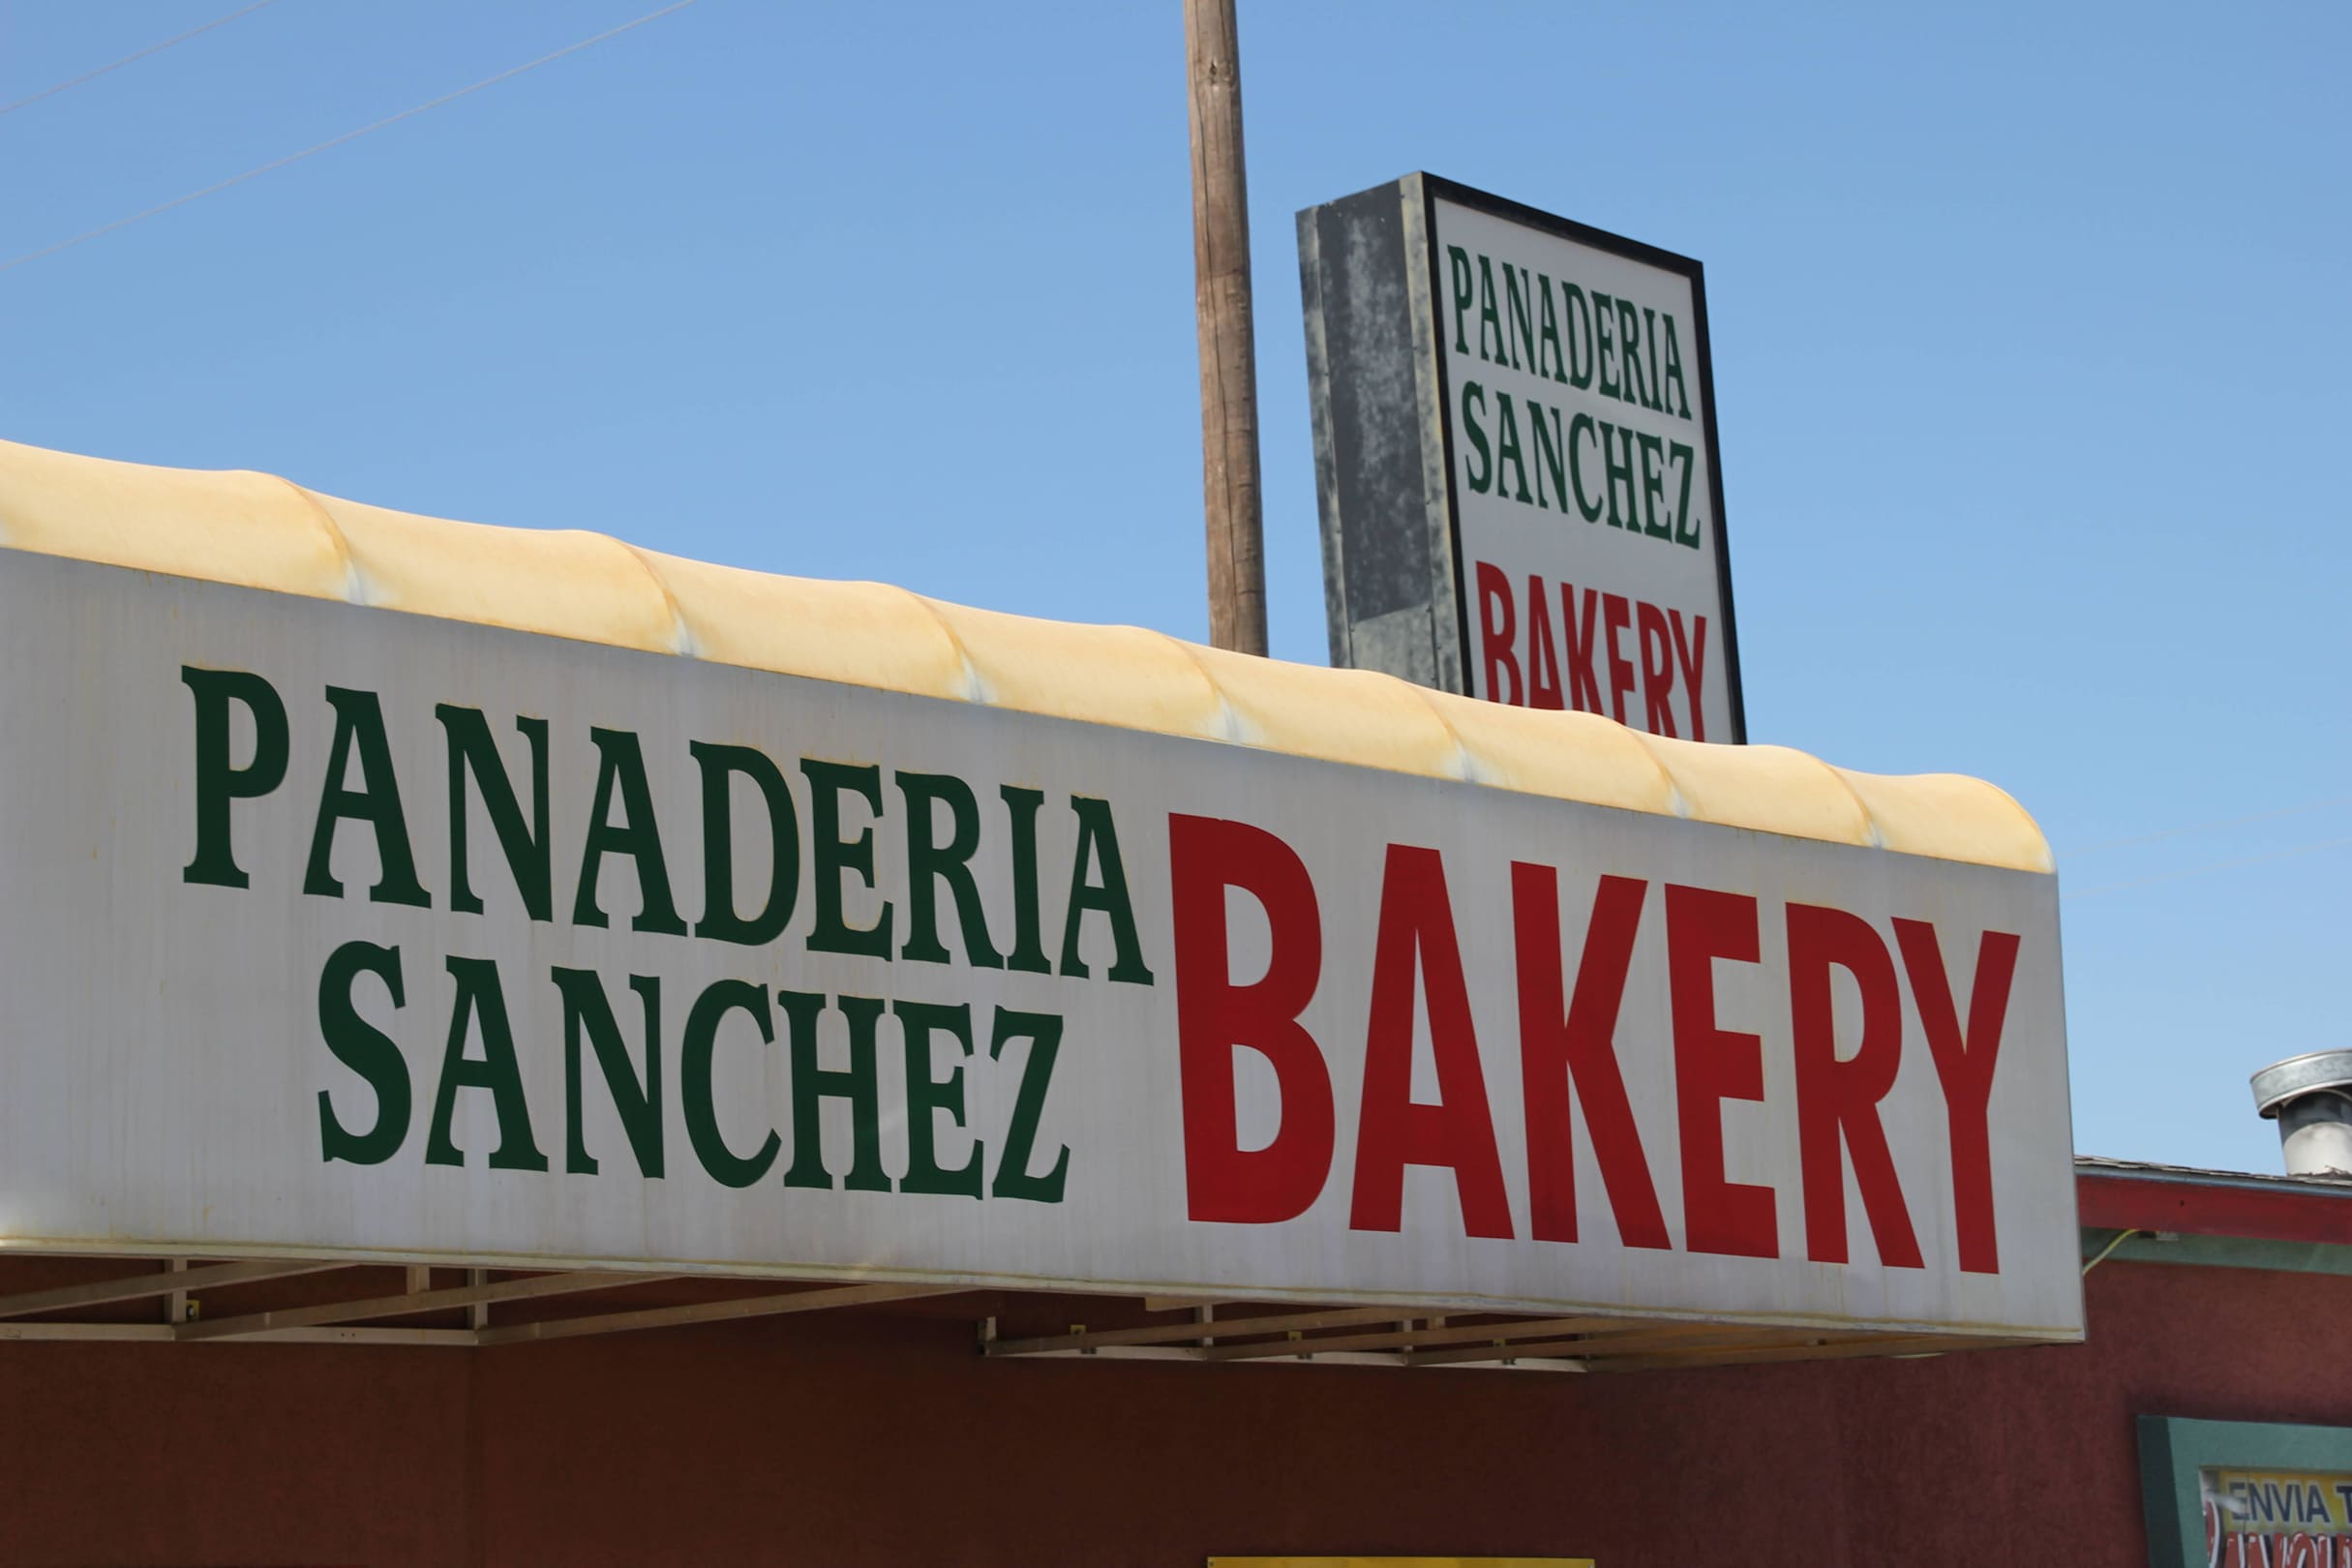 PANADERIA
SANCHEZ
BAKERY
PANADERIA
SANCHEZ
BAKERY
ENVIA